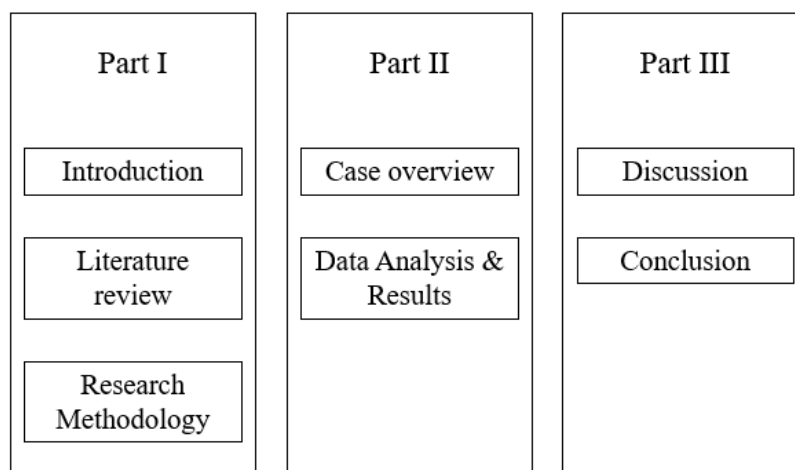 Part I
Introduction
Literature
review
Research
Methodology
Part II
Case overview
Data Analysis &
Results
Part III
Discussion
Conclusion